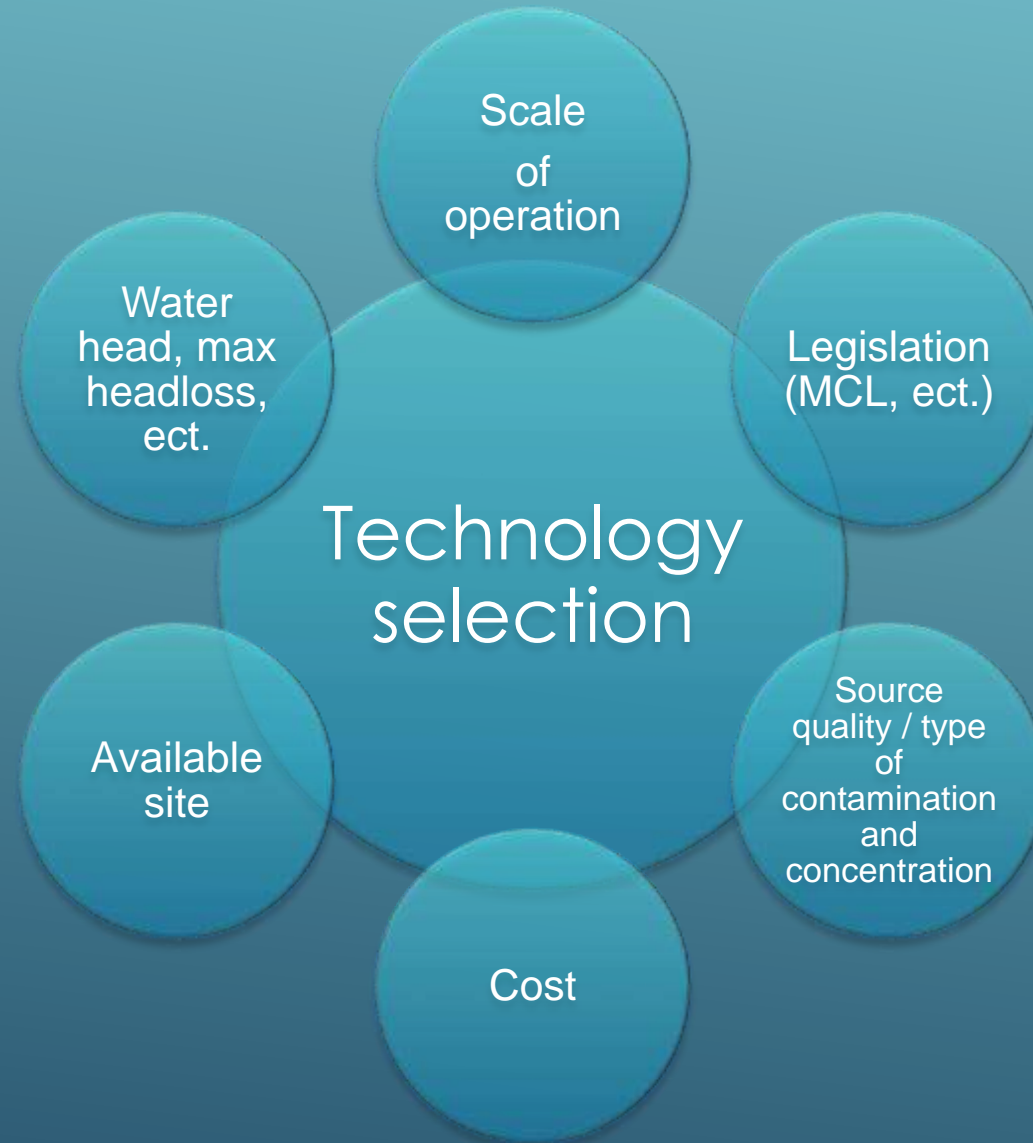 Scale
of
operation
Legislation
(MCL, ect.)
Source
quality / type
of
contamination
and
concentration
Cost
Available
site
Water
head, max
headloss,
ect.
Technology
selection